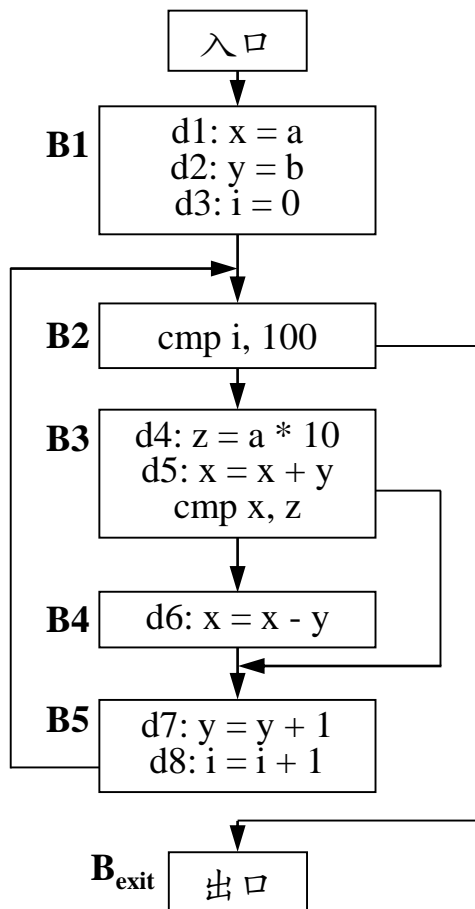 入口
B1
d1: x = a
d2: y = b
d3: i = 0
B2
cmp i, 100
B3
d4: z = a * 10
d5: x = x + y
cmp x, z
B4
d6: x = x - y
B5
d7: y = y + 1
d8: i = i + 1
Bexit
出口